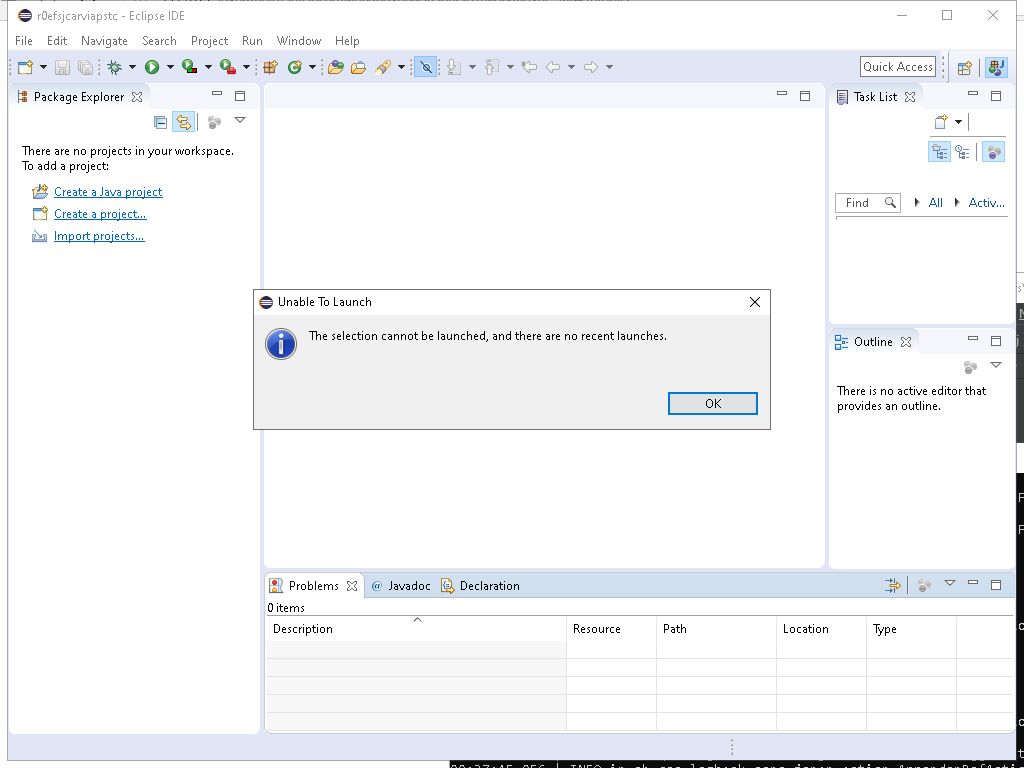 r0efsjcarviapstc - Eclipse IDE
File Edit Navigate Search Project Run Window Help
Quick Access
Package Explorer
There are no projects in your workspace.
To add a project:
Create a Java project
Create a project...
Import projects...
Task List
Find
All
Activ...
Unable To Launch
The selection cannot be launched, and there are no recent launches.
OK
Outline
There is no active editor that
provides an outline.
Problems
@ Javadoc
Declaration
0 items
Description Resource Path Location Type